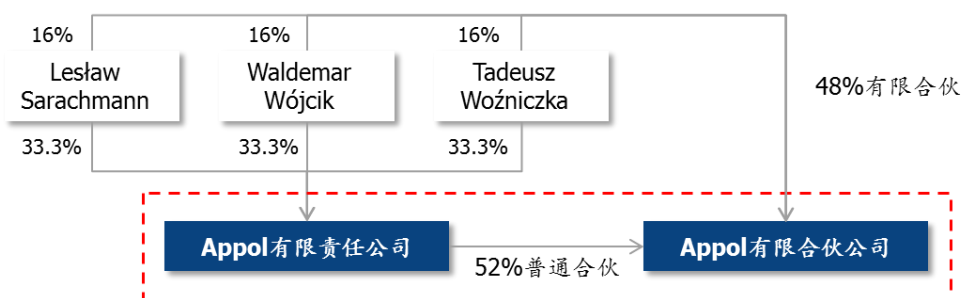 16%
16%
16%
Lesław
Sarachmann
Waldemar
Wójcik
Tadeusz
Woźniczka
48%有限合伙
33.3%
33.3%
33.3%
Appol有限责任公司
Appol有限合伙公司
52%普通合伙